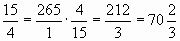 15/4 = 265/1 · 4/15 = 212/3 = 70 2/3